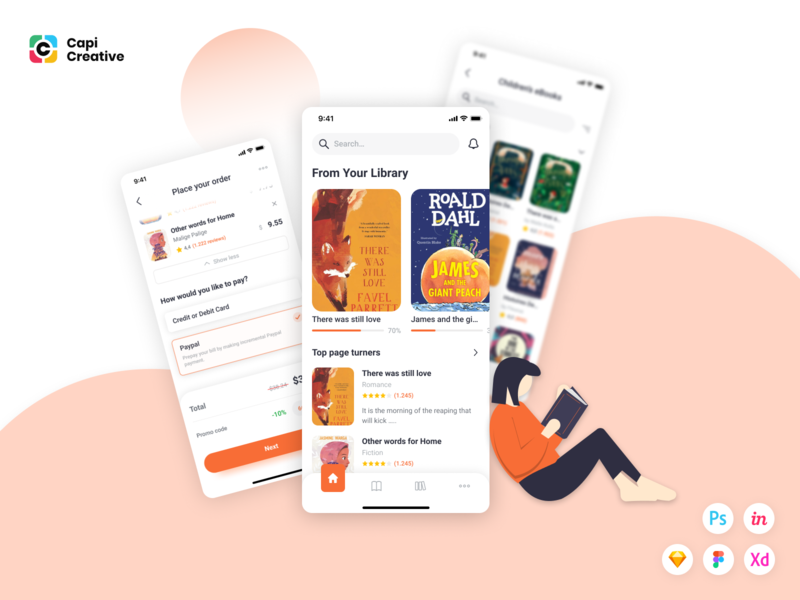 Capi
Creative
9:41
Place your order
Other words for Home
Malige Palige
4.4 (1.232 reviews)
$ 9.55
Show less
How would you like to pay?
Credit or Debit Card
Paypal
Prepay your bill by making incremental Paypal
payment.
Total
Promo code
-10%
Next
9:41
Search...
From Your Library
THERE
WAS
STILL
LOVE
FAVEL
PARRETT
ROALD
DAHL
JAMES
AND THE
GIANT PEACH
There was still love
70%
James and the gi...
Top page turners
There was still love
Romance
(1.245)
It is the morning of the reaping that
will kick ....
Other words for Home
Fiction
(1.245)
9:41
Children's eBooks
Search...
Ps
in
Xd